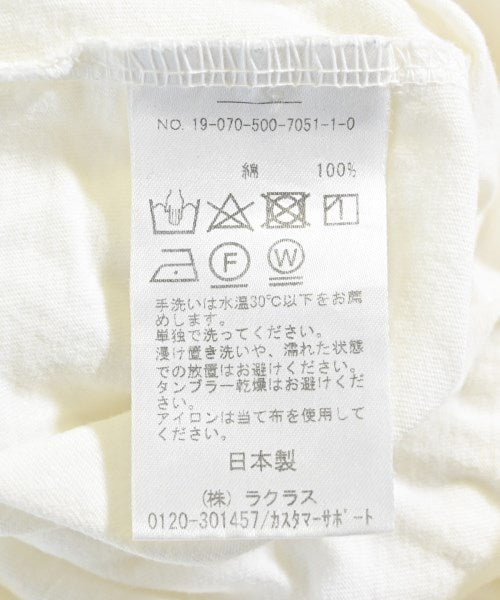 NO. 19-070-500-7051-1-0
綿 100%
F W
手洗いは水温30℃以下をお薦
めします。
単独で洗ってください。
浸け置き洗いや、濡れた状態
での放置はお避けください。
タンブラー乾燥はお避けくだ
さい。
アイロンは当て布を使用して
ください。
日本製
(株) ラクラス
0120-301457/カスタマーサポート